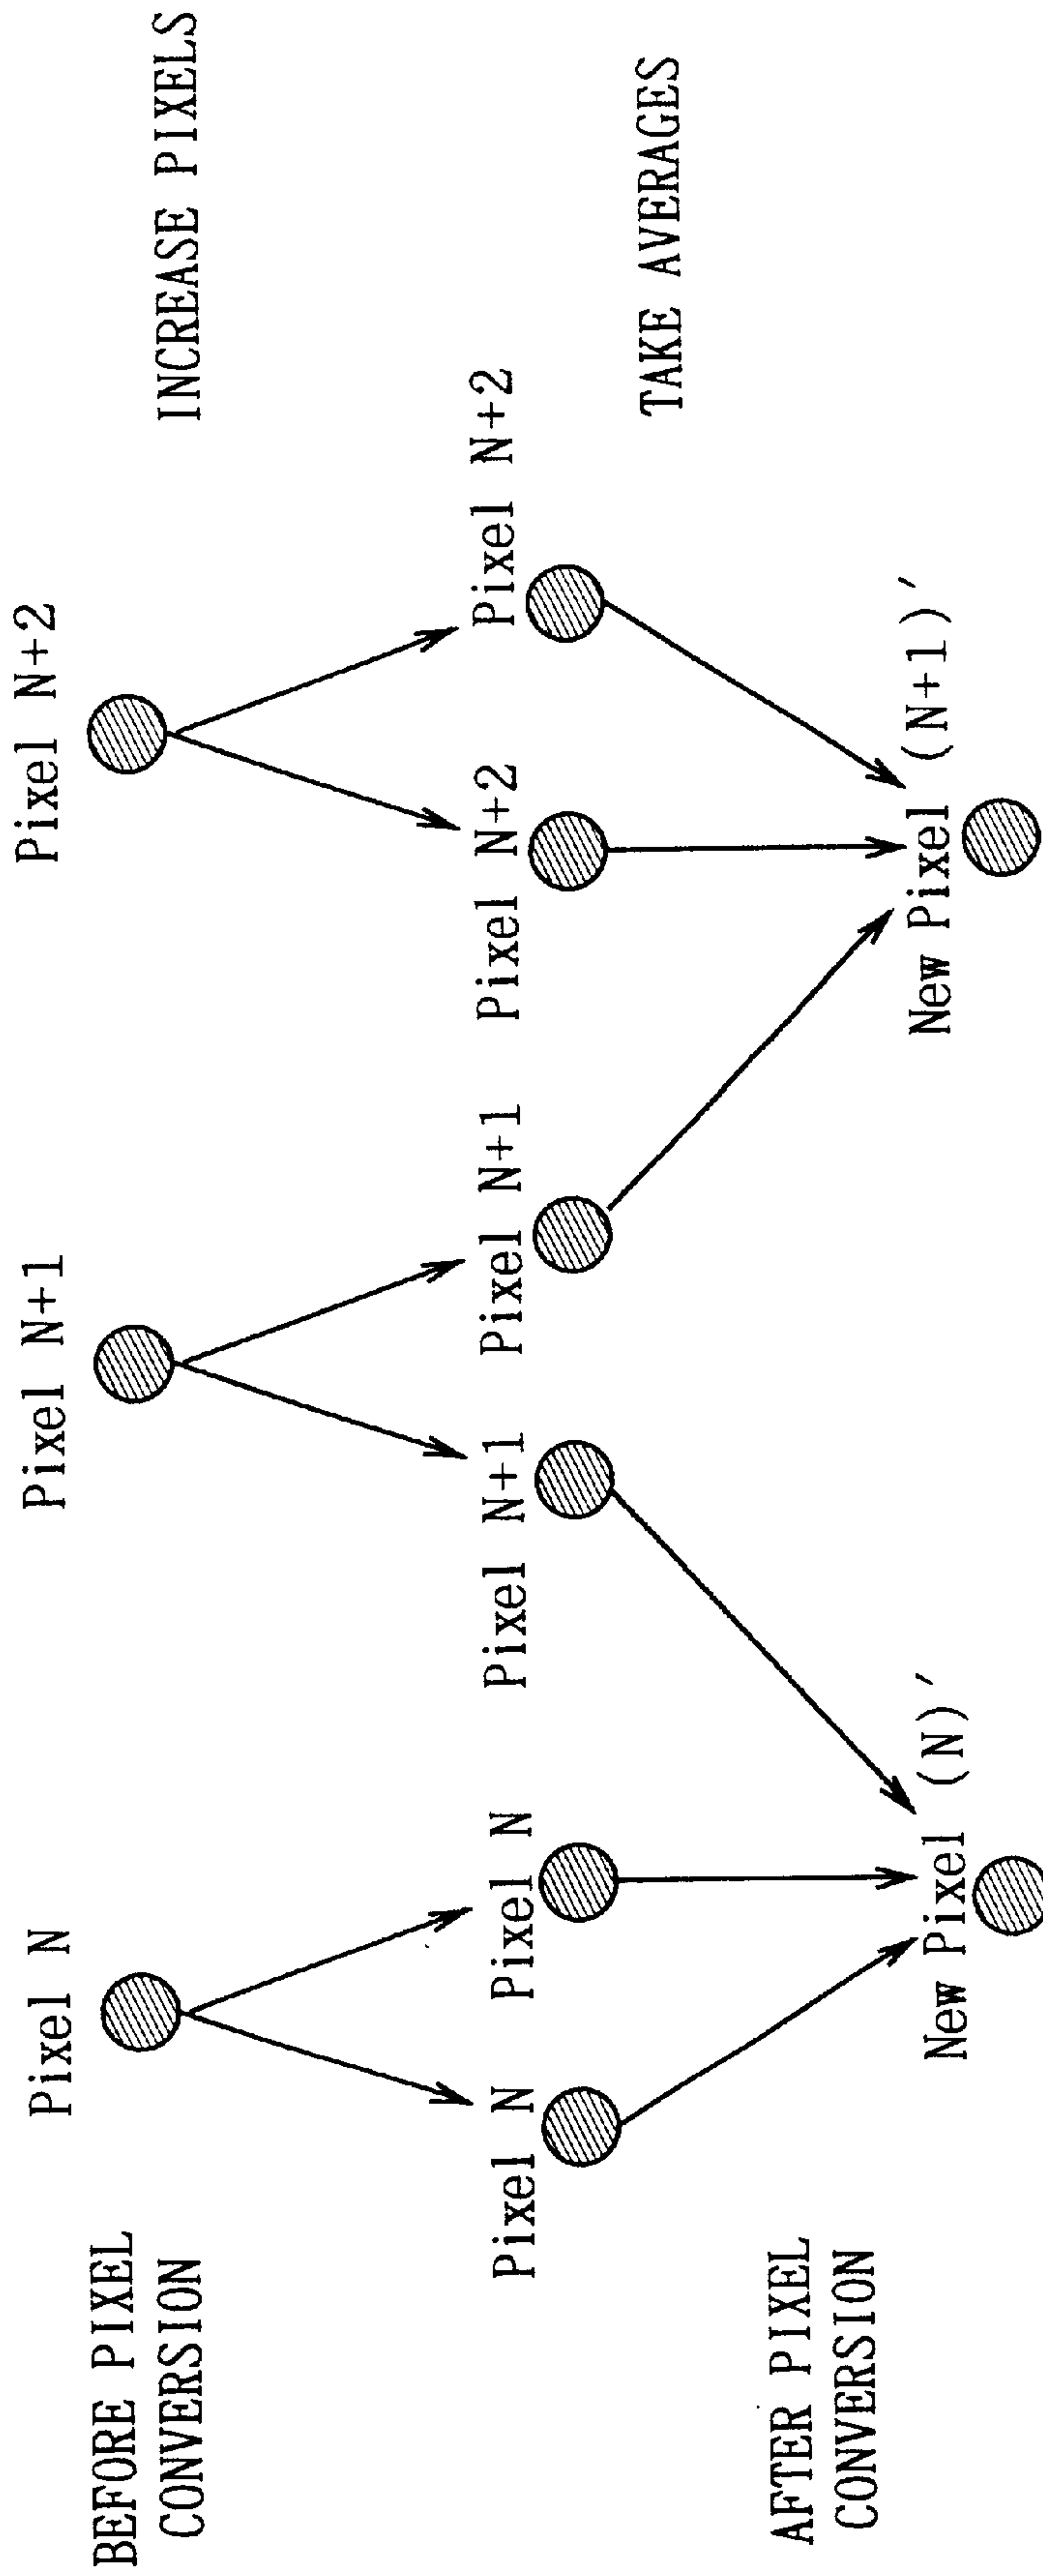 Pixel N
Pixel N+1
Pixel N+2
BEFORE PIXEL
CONVERSION
INCREASE PIXELS
Pixel N
Pixel N
Pixel N+1
Pixel N+1
Pixel N+2
Pixel N+2
TAKE AVERAGES
AFTER PIXEL
CONVERSION
New Pixel (N)′
New Pixel (N+1)′